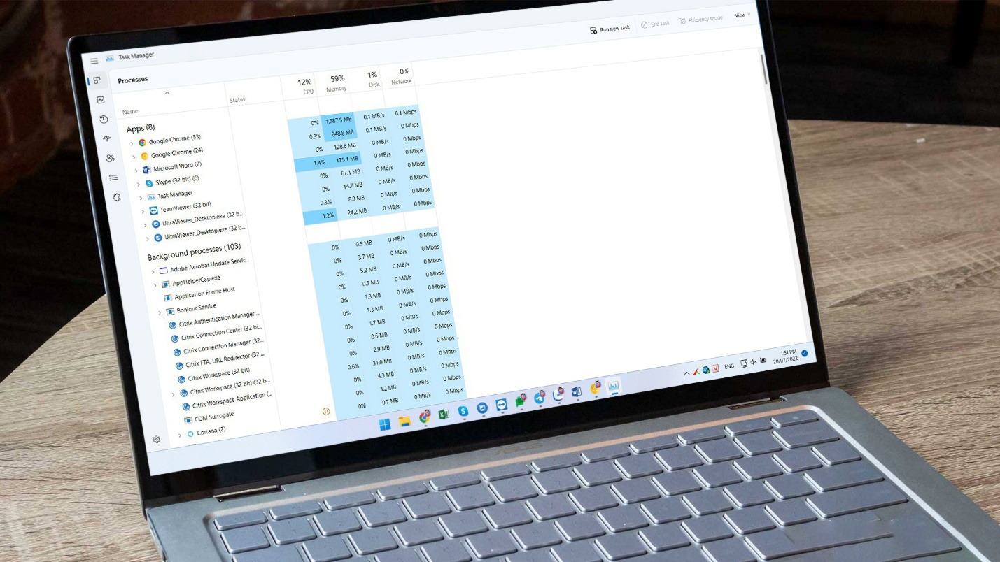 Task Manager
Run new task End task Efficiency mode View
Processes
12% 59% 1% 0%
Name Status CPU Memory Disk Network
Apps (8)
Google Chrome (33) 0% 1,687.5 MB 0.1 MB/s 0.1 Mbps
Google Chrome (24) 0.3% 848.8 MB 0.1 MB/s 0 Mbps
Microsoft Word (2) 0% 128.6 MB 0 MB/s 0 Mbps
Skype (32 bit) (6) 1.4% 175.1 MB 0 MB/s 0 Mbps
Task Manager 0% 67.1 MB 0 MB/s 0 Mbps
TeamViewer (32 bit) 0% 14.7 MB 0 MB/s 0 Mbps
UltraViewer_Desktop.exe (32 b... 0.3% 8.0 MB 0 MB/s 0 Mbps
UltraViewer_Desktop.exe (32 b... 1.2% 24.2 MB 0 MB/s 0 Mbps
Background processes (103)
Adobe Acrobat Update Servic... 0% 0.3 MB 0 MB/s 0 Mbps
AppHelperCap.exe 0% 3.7 MB 0 MB/s 0 Mbps
Application Frame Host 0% 5.2 MB 0 MB/s 0 Mbps
Bonjour Service 0% 0.5 MB 0 MB/s 0 Mbps
Citrix Authentication Manager ... 0% 1.3 MB 0 MB/s 0 Mbps
Citrix Connection Center (32 bi... 0% 1.3 MB 0 MB/s 0 Mbps
Citrix Connection Manager (32... 0% 1.7 MB 0 MB/s 0 Mbps
Citrix FTA, URL Redirector (32 ... 0% 0.6 MB 0 MB/s 0 Mbps
Citrix Workspace (32 bit) 0% 2.9 MB 0 MB/s 0 Mbps
Citrix Workspace (32 bit) (32 b... 0.6% 31.0 MB 0 MB/s 0 Mbps
Citrix Workspace Application (... 0% 4.3 MB 0 MB/s 0 Mbps
COM Surrogate 0% 3.2 MB 0 MB/s 0 Mbps
Cortana (2) 0% 0.7 MB 0 MB/s 0 Mbps
ENG 1:51 PM
20/07/2022 4